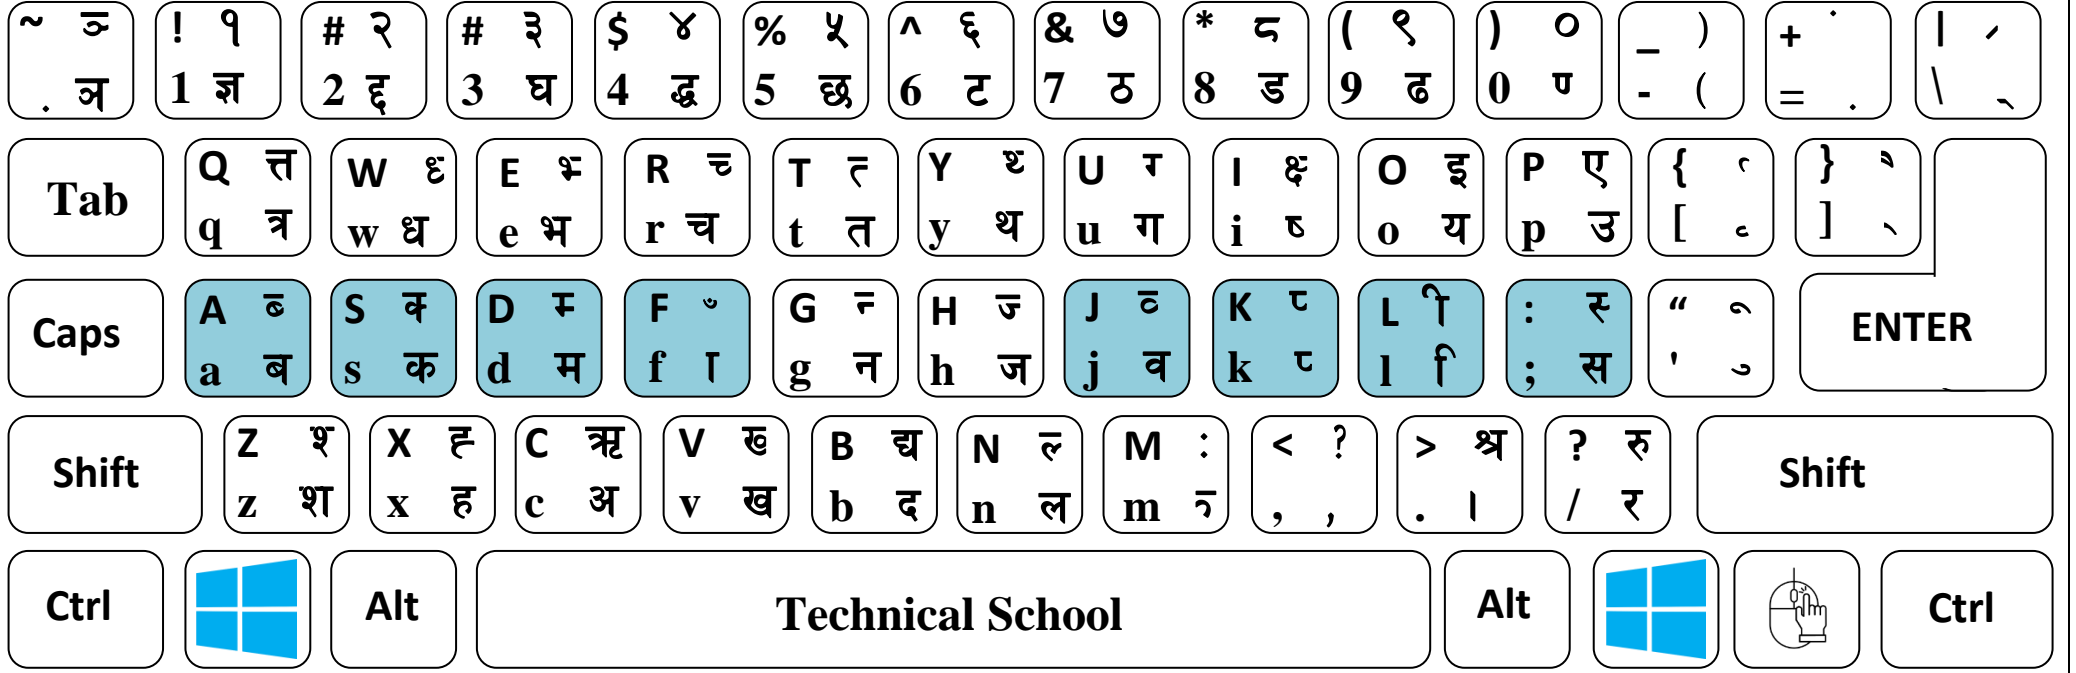 ~ ञ् ! १ # २ # ३ $ ४ % ५ ^ ६ & ७ * ८ ( ९ ) ० _ ) + ं |
. ञ 1 ज्ञ 2 द्द 3 घ 4 द्ध 5 छ 6 ट 7 ठ 8 ड 9 ढ 0 ण - ( = . \ ्
Tab
Q त्त W ध् E भ् R च् T त् Y थ् U ग् I क्ष् O इ P ए { }
q त्र w ध e भ r च t त y थ u ग i ष् o य p उ [ ृ ] े
Caps
A ब् S क् D म् F ँ G न् H ज् J व् K प् L ी : स् “ ू
a ब s क d म f ा g न h ज j व k प् l ि ; स ' ु
ENTER
Shift
Z श् X ह् C ऋ V ख् B द्य N ल् M ः < ? > श्र ? रु
z श x ह c अ v ख b द n ल m , , . । / र
Shift
Ctrl Alt Technical School Alt Ctrl